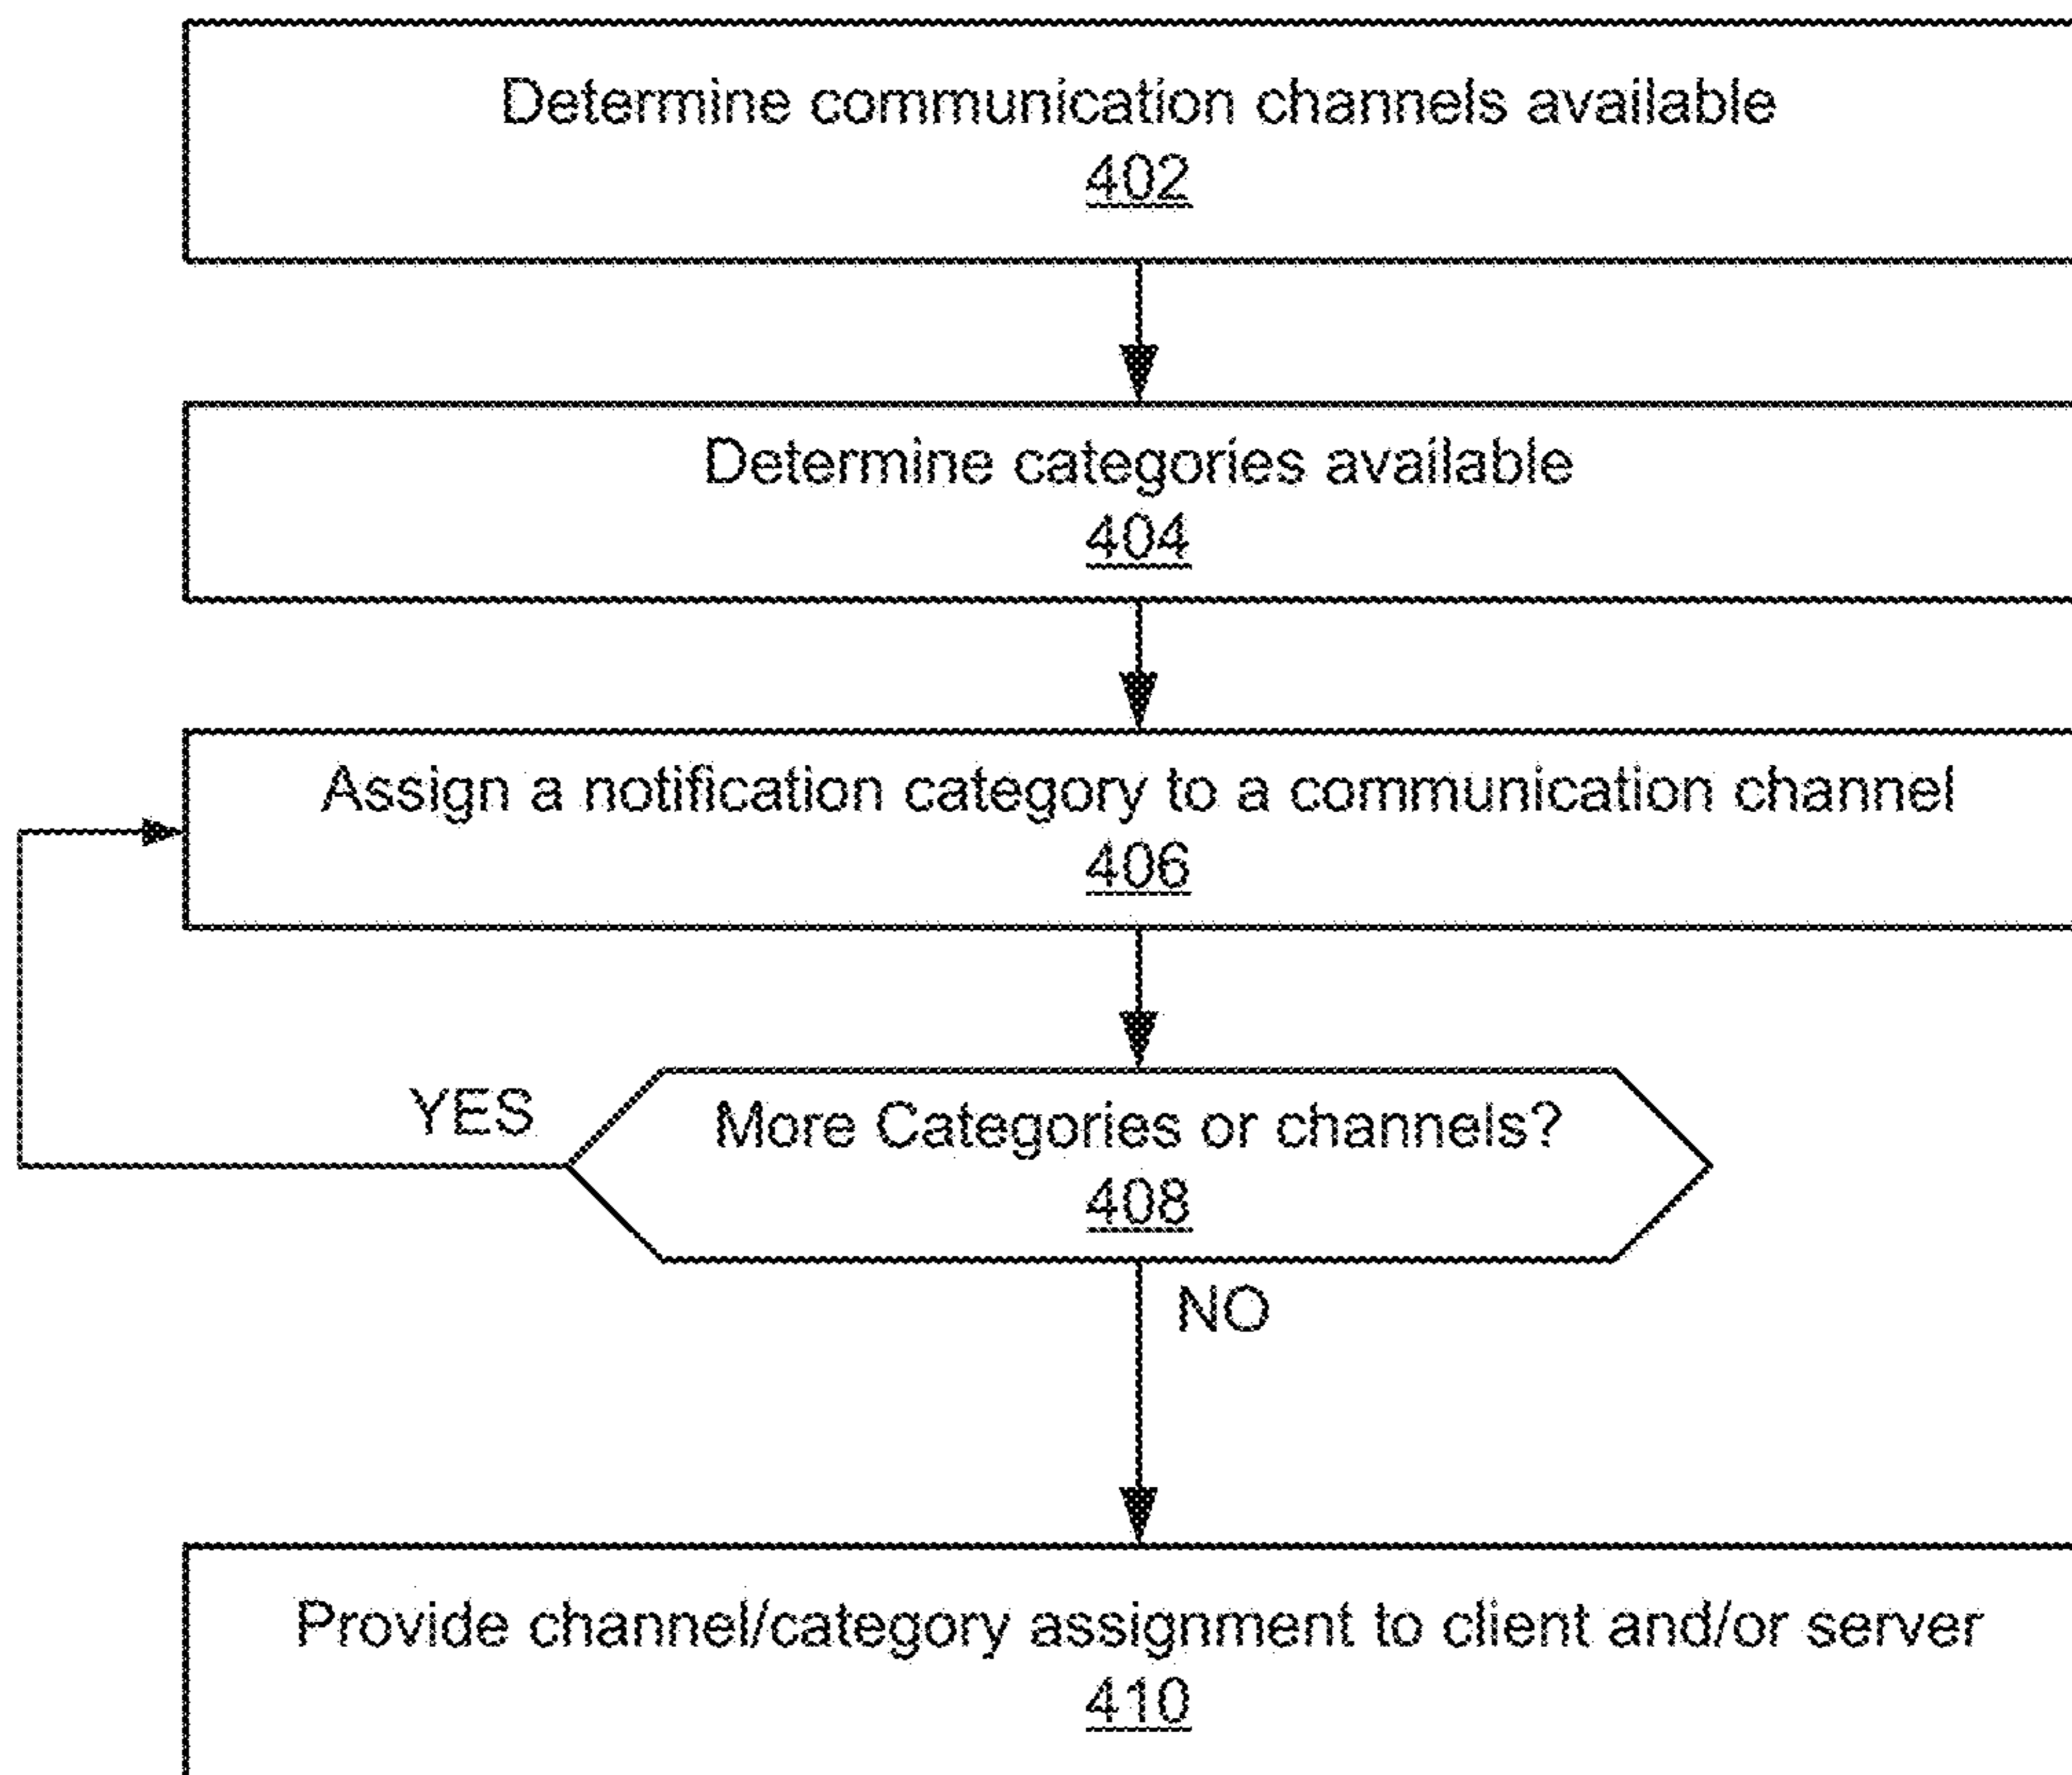 Determine communication channels available
402
Determine categories available
404
Assign a notification category to a communication channel
406
YES
More Categories or channels?
408
NO
Provide channel/category assignment to client and/or server
410